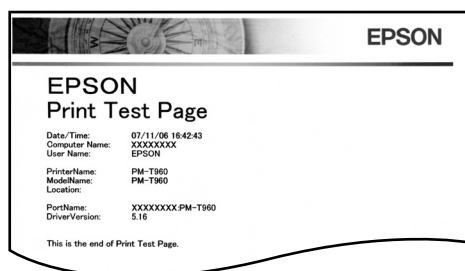 W
E
EPSON
EPSON
Print Test Page
Date/Time: 07/11/06 16:42:43
Computer Name: XXXXXXXX
User Name: EPSON
PrinterName: PM-T960
ModelName: PM-T960
Location:
PortName: XXXXXXXX:PM-T960
DriverVersion: 5.16
This is the end of Print Test Page.